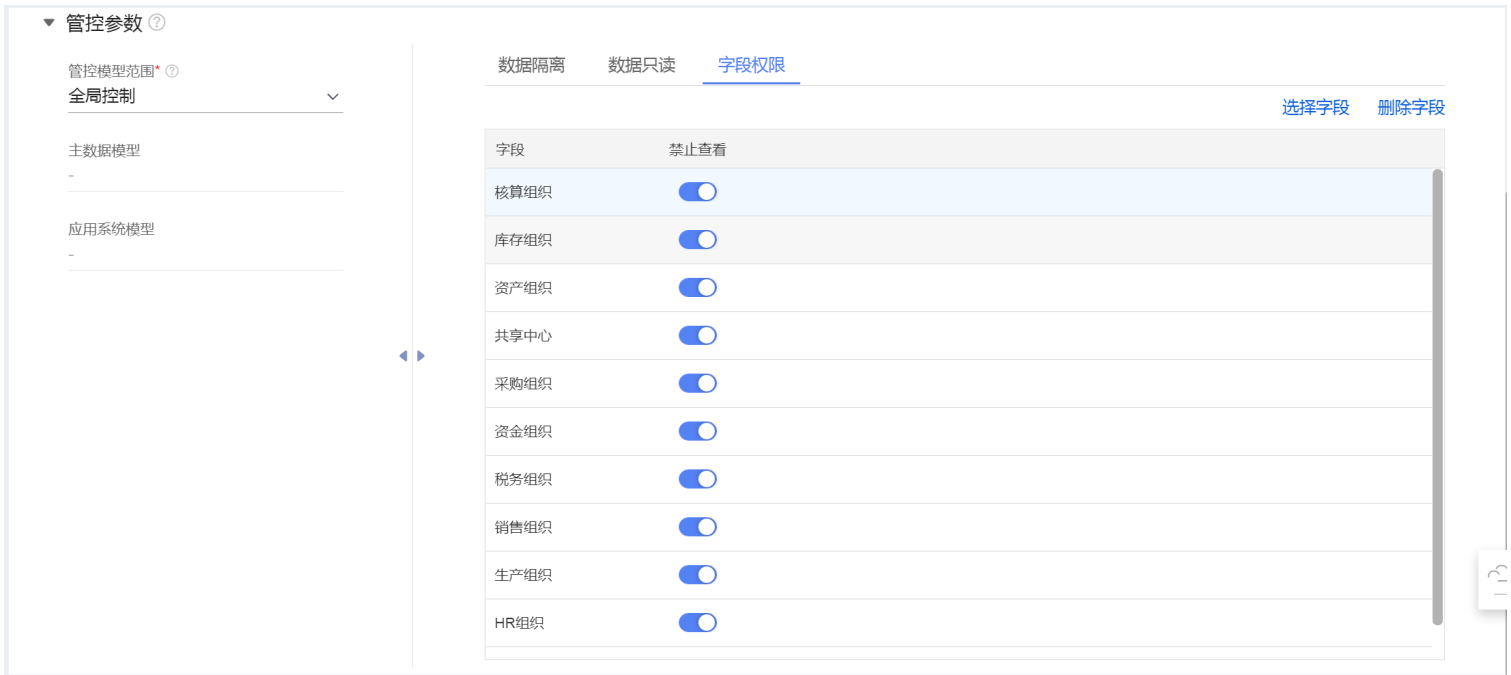 管控参数
管控模型范围*
全局控制
主数据模型
-
应用系统模型
-
数据隔离 数据只读 字段权限
选择字段 删除字段
字段 禁止查看
核算组织
库存组织
资产组织
共享中心
采购组织
资金组织
税务组织
销售组织
生产组织
HR组织